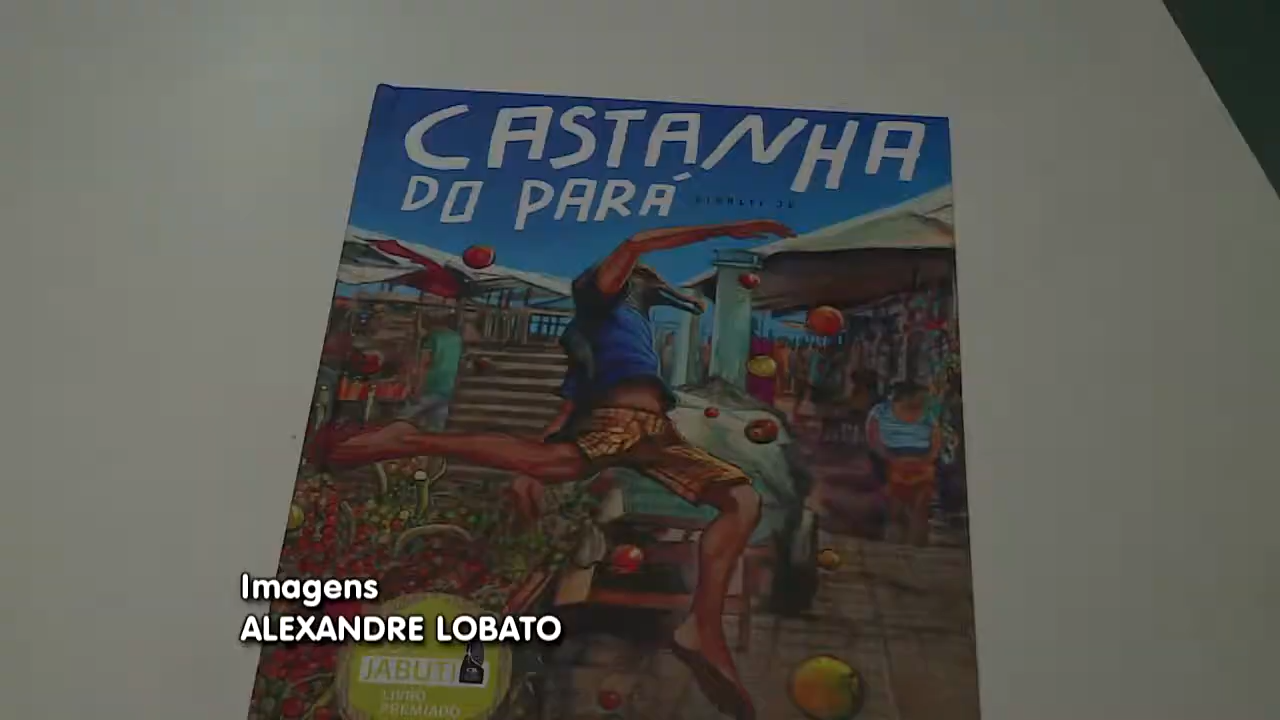 CASTANHA
DO PARÁ
Imagens
ALEXANDRE LOBATO
JABUTI
LIVRO
PREMIADO